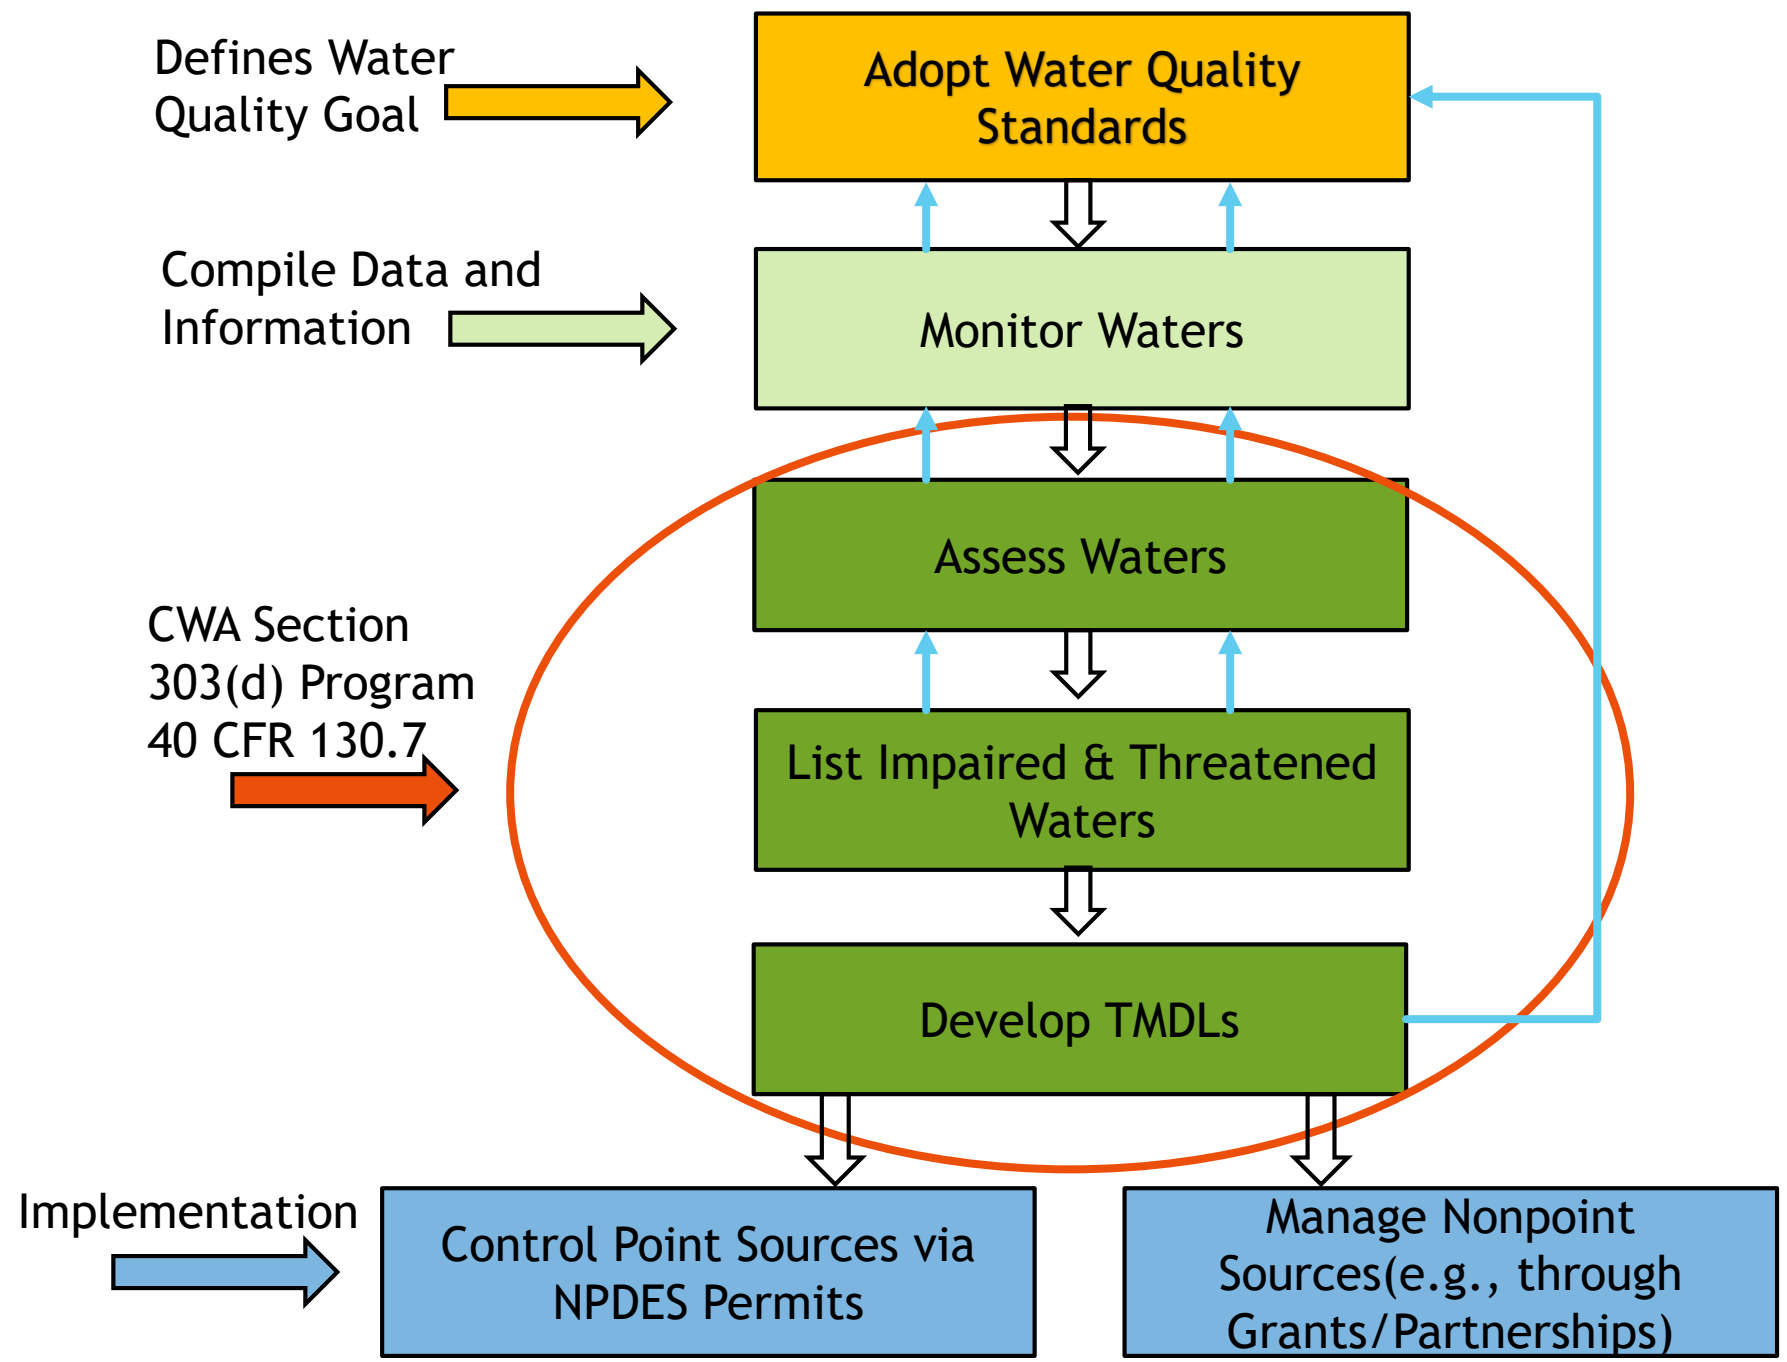 Defines Water
Quality Goal
Adopt Water Quality
Standards
Compile Data and
Information
Monitor Waters
Assess Waters
CWA Section
303(d) Program
40 CFR 130.7
List Impaired & Threatened
Waters
Develop TMDLs
Implementation
Control Point Sources via
NPDES Permits
Manage Nonpoint
Sources(e.g., through
Grants/Partnerships)